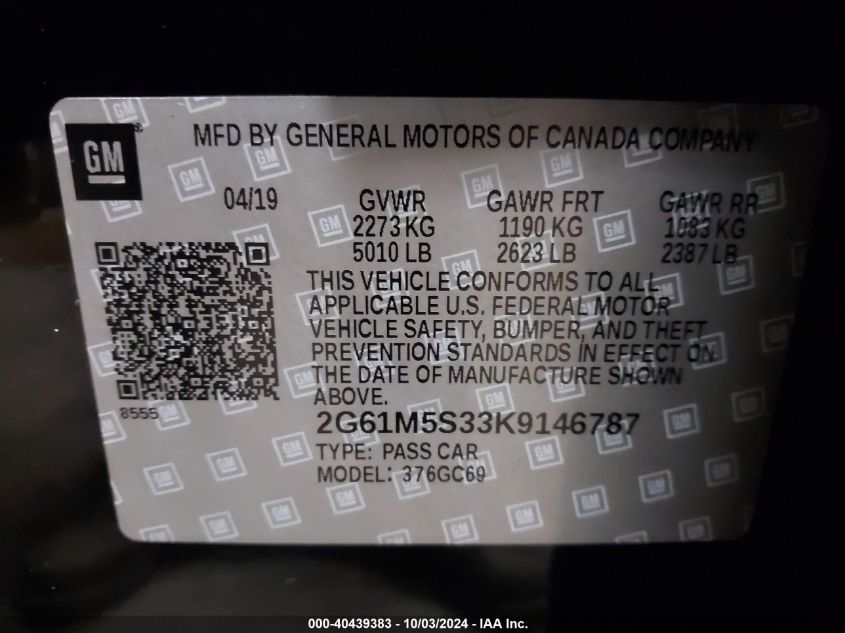 GM
MFD BY GENERAL MOTORS OF CANADA COMPANY
04/19 GVWR GAWR FRT GAWR RR
2273 KG 1190 KG 1083 KG
5010 LB 2623 LB 2387 LB
THIS VEHICLE CONFORMS TO ALL
APPLICABLE U.S. FEDERAL MOTOR
VEHICLE SAFETY, BUMPER, AND THEFT
PREVENTION STANDARDS IN EFFECT ON
THE DATE OF MANUFACTURE SHOWN
ABOVE.
8555
2G61M5S33K9146787
TYPE: PASS CAR
MODEL: 376GC69
000-40439383 - 10/03/2024 - IAA Inc.